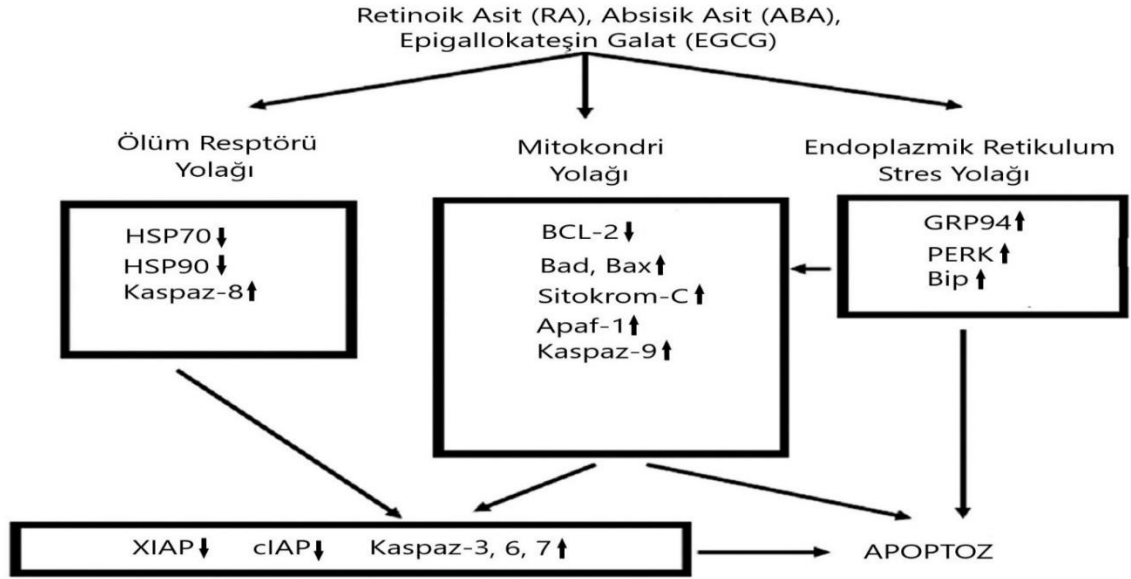 Retinoik Asit (RA), Absisik Asit (ABA),
Epigallokateşin Galat (EGCG)
Ölüm Resptörü
Yolağı
HSP70⬇
HSP90⬇
Kaspaz-8⬆
Mitokondri
Yolağı
BCL-2⬇
Bad, Bax⬆
Sitokrom-C⬆
Apaf-1⬆
Kaspaz-9⬆
Endoplazmik Retikulum
Stres Yolağı
GRP94⬆
PERK⬆
Bip⬆
XIAP⬇ cIAP⬇ Kaspaz-3, 6, 7⬆
APOPTOZ